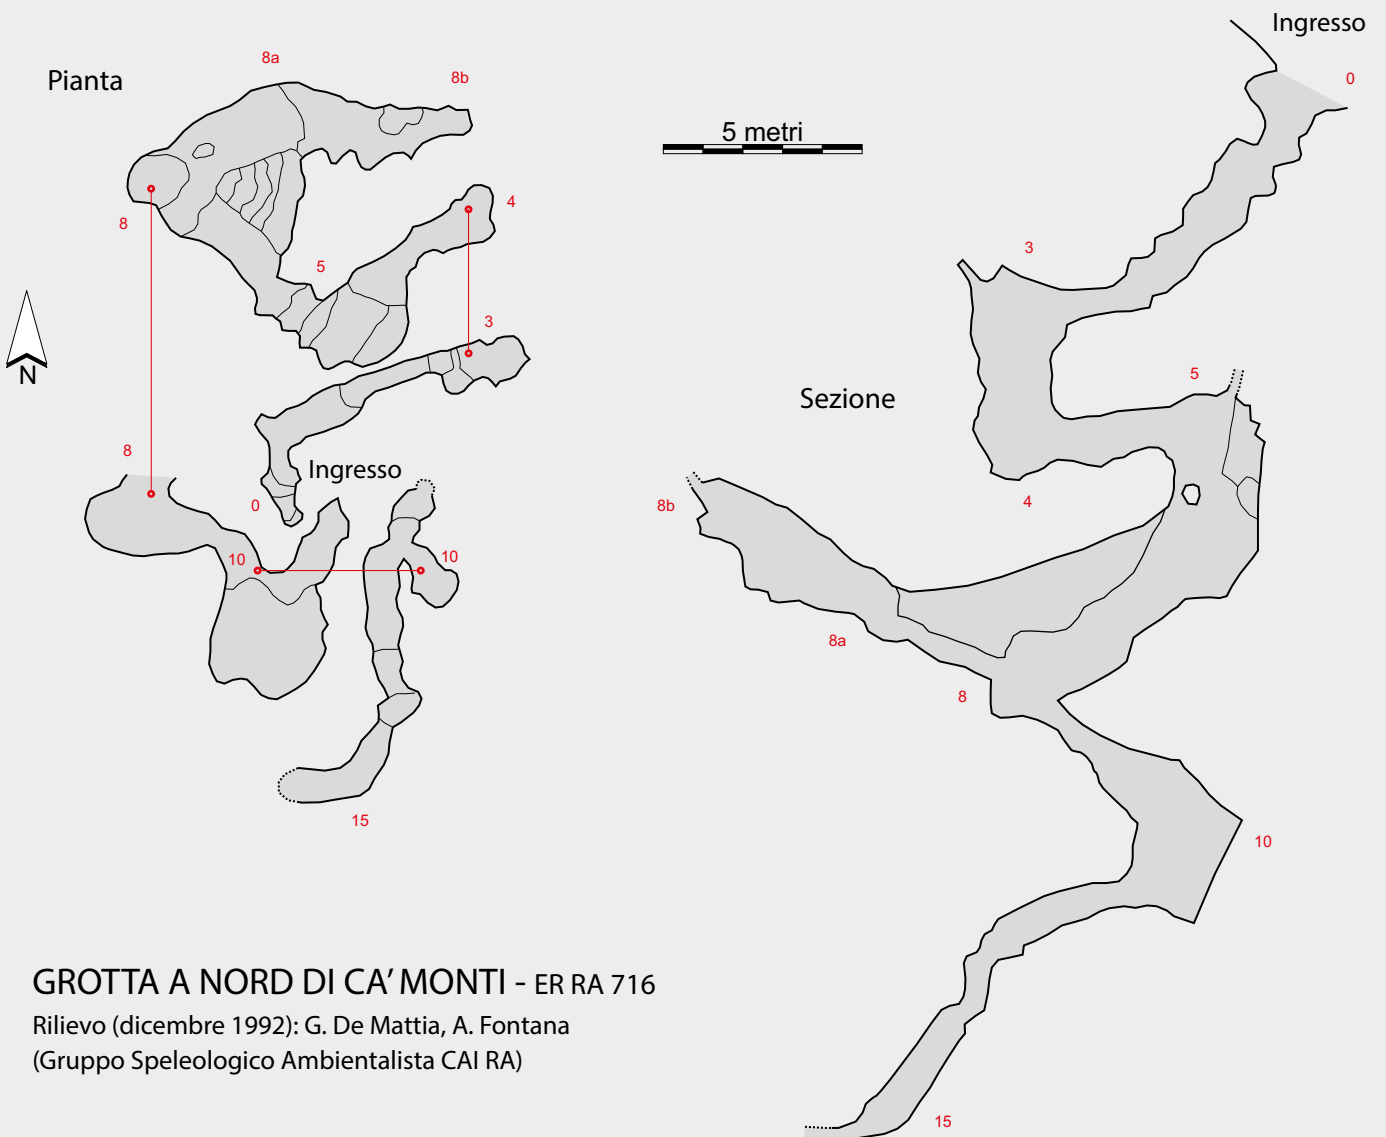 Ingresso
0
Pianta
8a
8b
5 metri
8
4
5
3
3
N
Sezione
5
8
Ingresso
0
10
10
15
4
8b
8a
8
10
15
GROTTA A NORD DI CA' MONTI - ER RA 716
Rilievo (dicembre 1992): G. De Mattia, A. Fontana
(Gruppo Speleologico Ambientalista CAI RA)